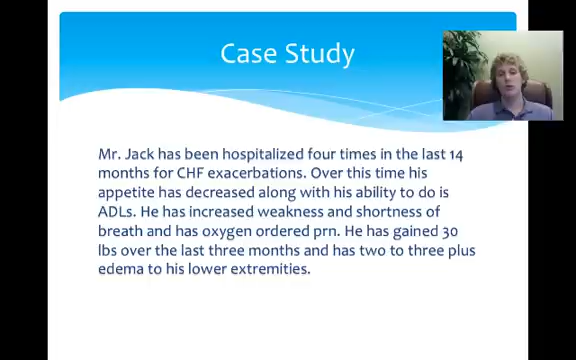 Case Study
Mr. Jack has been hospitalized four times in the last 14
months for CHF exacerbations. Over this time his
appetite has decreased along with his ability to do is
ADLs. He has increased weakness and shortness of
breath and has oxygen ordered prn. He has gained 30
lbs over the last three months and has two to three plus
edema to his lower extremities.